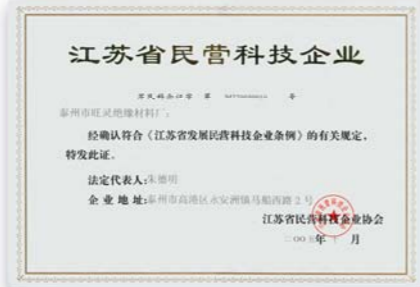 江苏省民营科技企业
第 号
泰州市旺灵绝缘材料厂:
经确认符合《江苏省发展民营科技企业条例》的有关规定,
特发此证。
法定代表人:朱德明
企业地址:泰州市高港区永安洲镇马船西路2号
江苏省民营科技企业协会
年 月